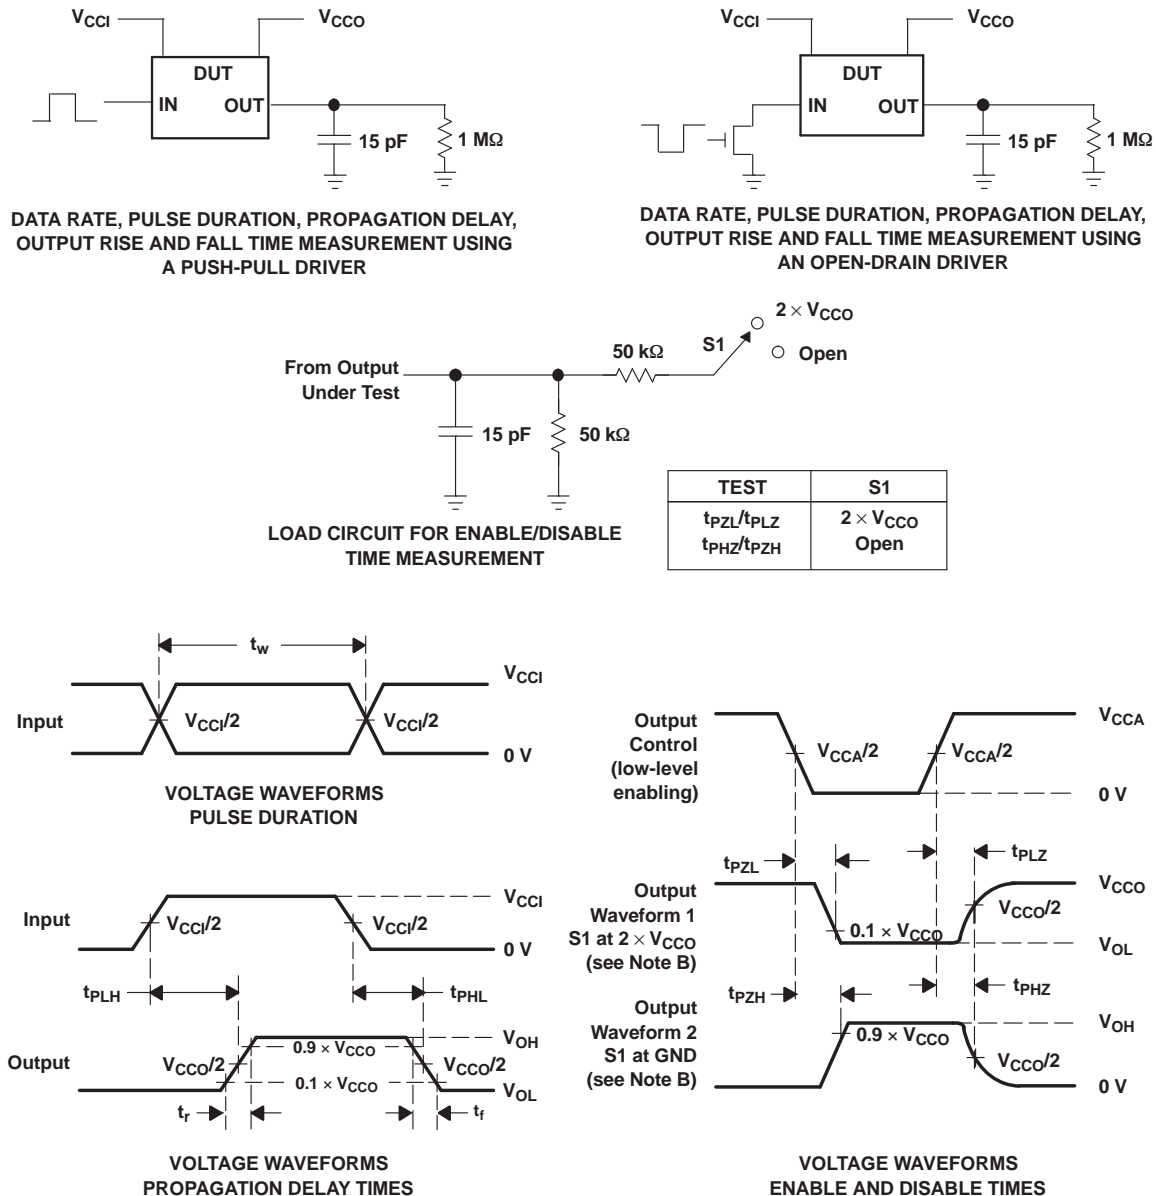 VCCI
VCCO
DUT
IN
OUT
15 pF
1 MΩ
DATA RATE, PULSE DURATION, PROPAGATION DELAY,
OUTPUT RISE AND FALL TIME MEASUREMENT USING
A PUSH-PULL DRIVER
VCCI
VCCO
DUT
IN
OUT
15 pF
1 MΩ
DATA RATE, PULSE DURATION, PROPAGATION DELAY,
OUTPUT RISE AND FALL TIME MEASUREMENT USING
AN OPEN-DRAIN DRIVER
From Output
Under Test
15 pF
50 kΩ
50 kΩ
S1
2 × VCCO
Open
LOAD CIRCUIT FOR ENABLE/DISABLE
TIME MEASUREMENT
TEST S1
tPZL/tPLZ 2 × VCCO
tPHZ/tPZH Open
tw
Input
VCCI/2
VCCI/2
VCCI
0 V
VOLTAGE WAVEFORMS
PULSE DURATION
Input
VCCI/2
VCCI/2
VCCI
0 V
tPLH
tPHL
Output
VCCO/2
0.9 × VCCO
0.1 × VCCO
VCCO/2
VOH
VOL
tr
tf
VOLTAGE WAVEFORMS
PROPAGATION DELAY TIMES
Output
Control
(low-level
enabling)
VCCA/2
VCCA/2
VCCA
0 V
tPZL
tPLZ
Output
Waveform 1
S1 at 2 × VCCO
(see Note B)
0.1 × VCCO
VCCO/2
VCCO
VOL
tPZH
tPHZ
Output
Waveform 2
S1 at GND
(see Note B)
0.9 × VCCO
VCCO/2
VOH
0 V
VOLTAGE WAVEFORMS
ENABLE AND DISABLE TIMES